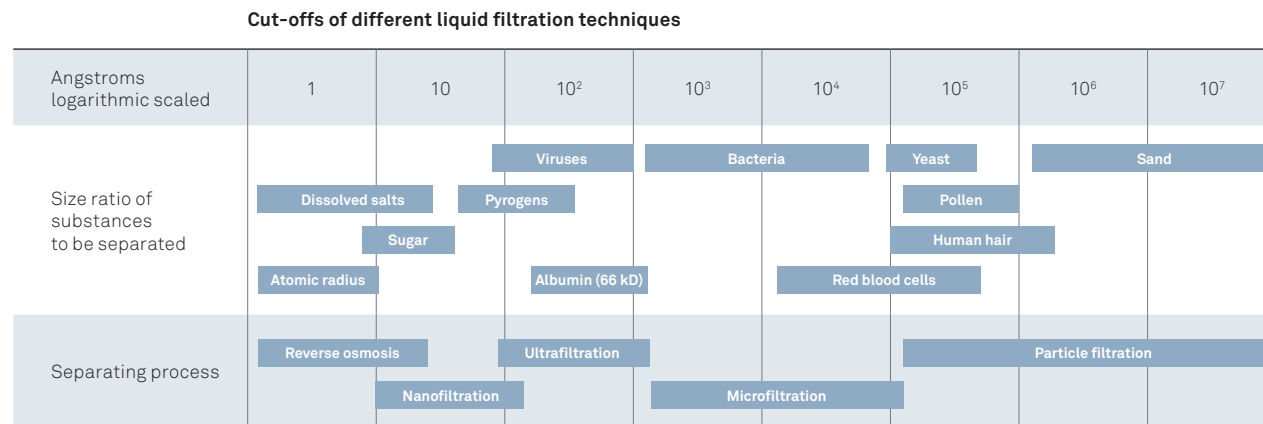 Cut-offs of different liquid filtration techniques
Angstroms
logarithmic scaled
1 10 10² 10³ 10⁴ 10⁵ 10⁶ 10⁷
Size ratio of
substances
to be separated
Viruses Bacteria Yeast Sand
Dissolved salts Pyrogens Pollen
Sugar Human hair
Atomic radius Albumin (66 kD) Red blood cells
Separating process
Reverse osmosis Ultrafiltration Particle filtration
Nanofiltration Microfiltration